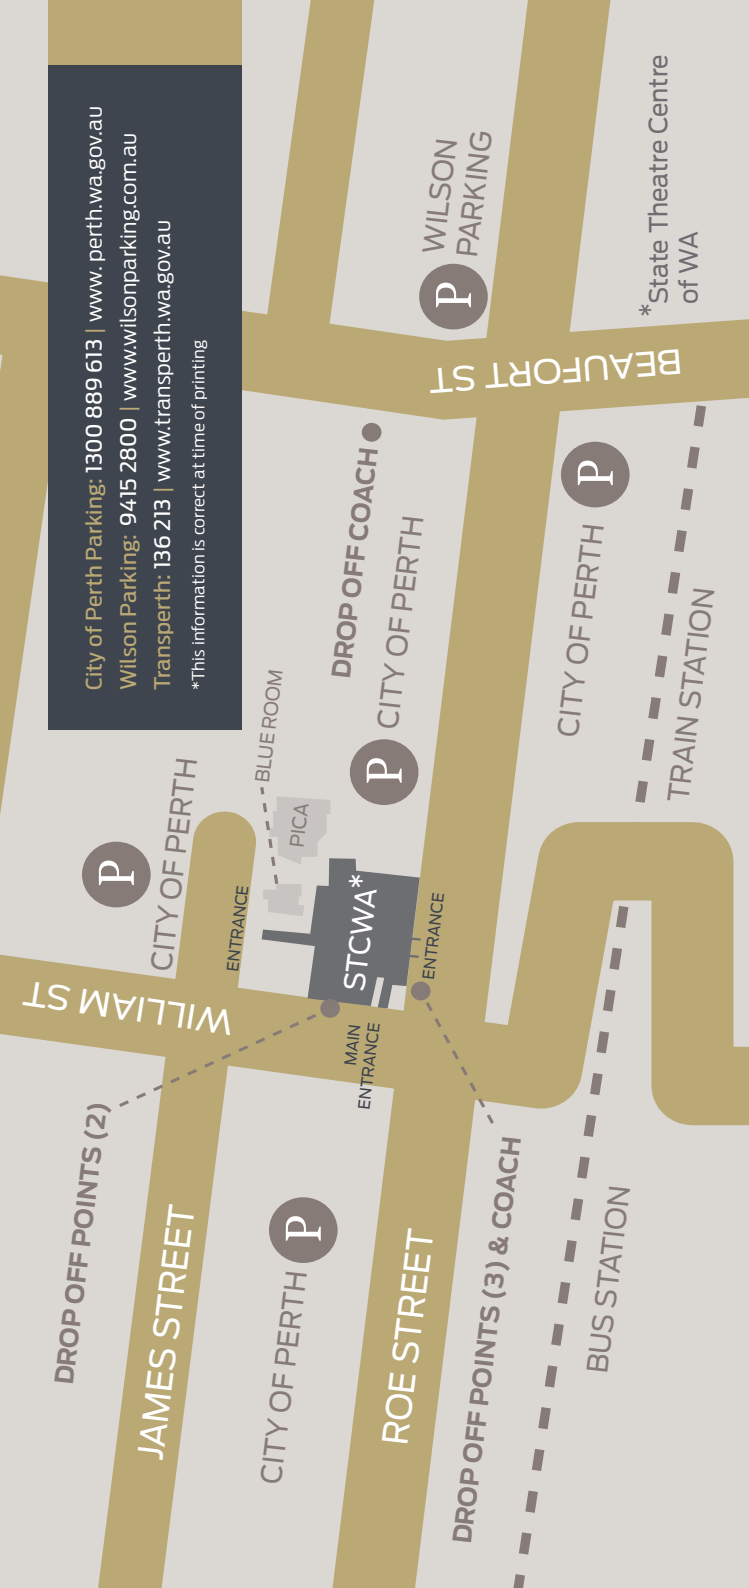 City of Perth Parking: 1300 889 613 | www. perth.wa.gov.au
Wilson Parking: 9415 2800 | www.wilsonparking.com.au
Transperth: 136 213 | www.transperth.wa.gov.au
*This information is correct at time of printing
DROP OFF POINTS (2)
WILLIAM ST
P
CITY OF PERTH
JAMES STREET
ENTRANCE
BLUE ROOM
PICA
STCWA*
MAIN
ENTRANCE
ENTRANCE
CITY OF PERTH
P
DROP OFF COACH
P
CITY OF PERTH
WILSON
PARKING
P
ROE STREET
BEAUFORT ST
DROP OFF POINTS (3) & COACH
CITY OF PERTH
P
BUS STATION
TRAIN STATION
*State Theatre Centre
of WA